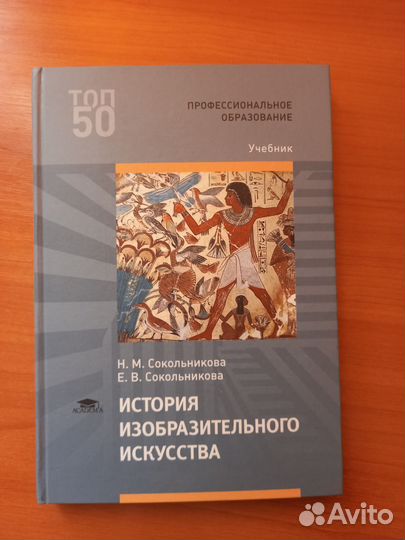 ТОП
50
ПРОФЕССИОНАЛЬНОЕ
ОБРАЗОВАНИЕ
Учебник
Н. М. Сокольникова
Е. В. Сокольникова
ACADEMA
ИСТОРИЯ
ИЗОБРАЗИТЕЛЬНОГО
ИСКУССТВА
Avito